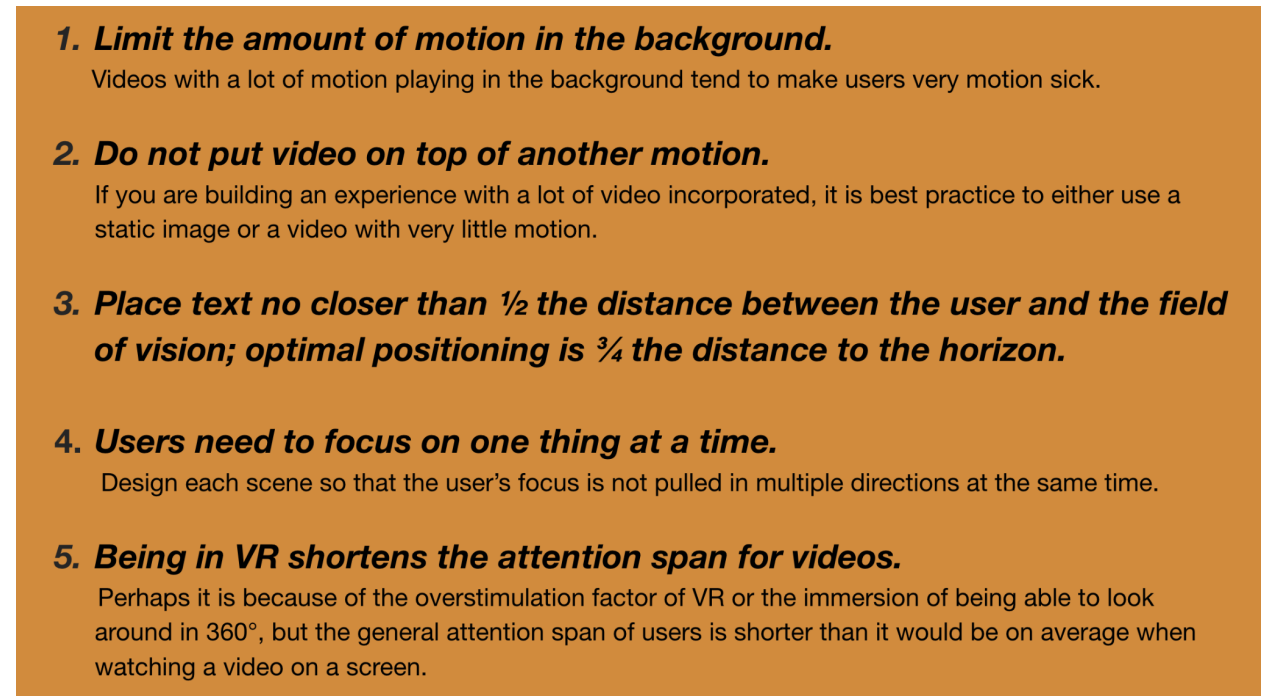 1. Limit the amount of motion in the background.
Videos with a lot of motion playing in the background tend to make users very motion sick.
2. Do not put video on top of another motion.
If you are building an experience with a lot of video incorporated, it is best practice to either use a
static image or a video with very little motion.
3. Place text no closer than ½ the distance between the user and the field
of vision; optimal positioning is ¾ the distance to the horizon.
4. Users need to focus on one thing at a time.
Design each scene so that the user’s focus is not pulled in multiple directions at the same time.
5. Being in VR shortens the attention span for videos.
Perhaps it is because of the overstimulation factor of VR or the immersion of being able to look
around in 360°, but the general attention span of users is shorter than it would be on average when
watching a video on a screen.